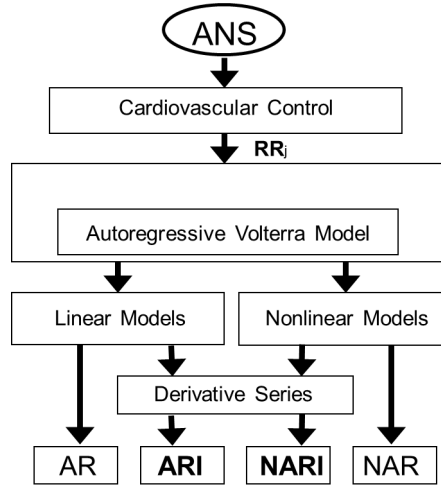 ANS
Cardiovascular Control
RRj
Autoregressive Volterra Model
Linear Models
Nonlinear Models
Derivative Series
AR
ARI
NARI
NAR